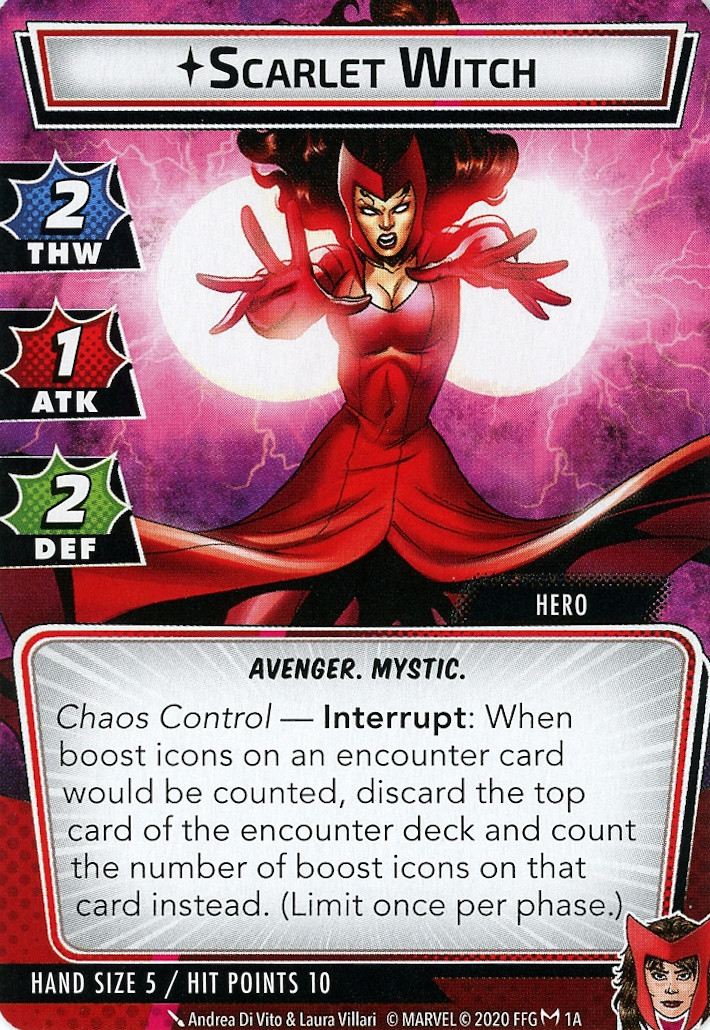 SCARLET WITCH
2
THW
1
ATK
2
DEF
HERO
AVENGER. MYSTIC.
Chaos Control — Interrupt: When
boost icons on an encounter card
would be counted, discard the top
card of the encounter deck and count
the number of boost icons on that
card instead. (Limit once per phase.)
HAND SIZE 5 / HIT POINTS 10
Andrea Di Vito & Laura Villari © MARVEL © 2020 FFG 1A